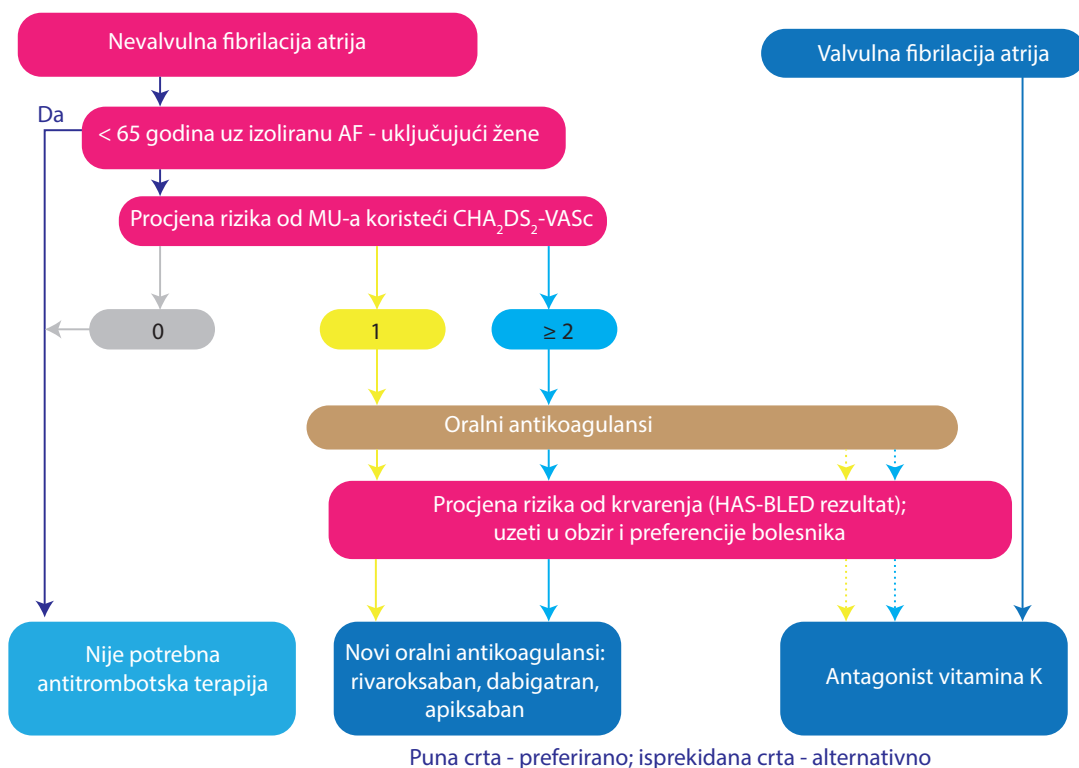 Nevalvulna fibrilacija atrija
Valvulna fibrilacija atrija
Da
< 65 godina uz izoliranu AF - uključujući žene
Procjena rizika od MU-a koristeći CHA₂DS₂-VASc
0
1
≥ 2
Oralni antikoagulansi
Procjena rizika od krvarenja (HAS-BLED rezultat);
uzeti u obzir i preferencije bolesnika
Nije potrebna
antitrombotska terapija
Novi oralni antikoagulansi:
rivaroksaban, dabigatran,
apiksaban
Antagonist vitamina K
Puna crta - preferirano; isprekidana crta - alternativno